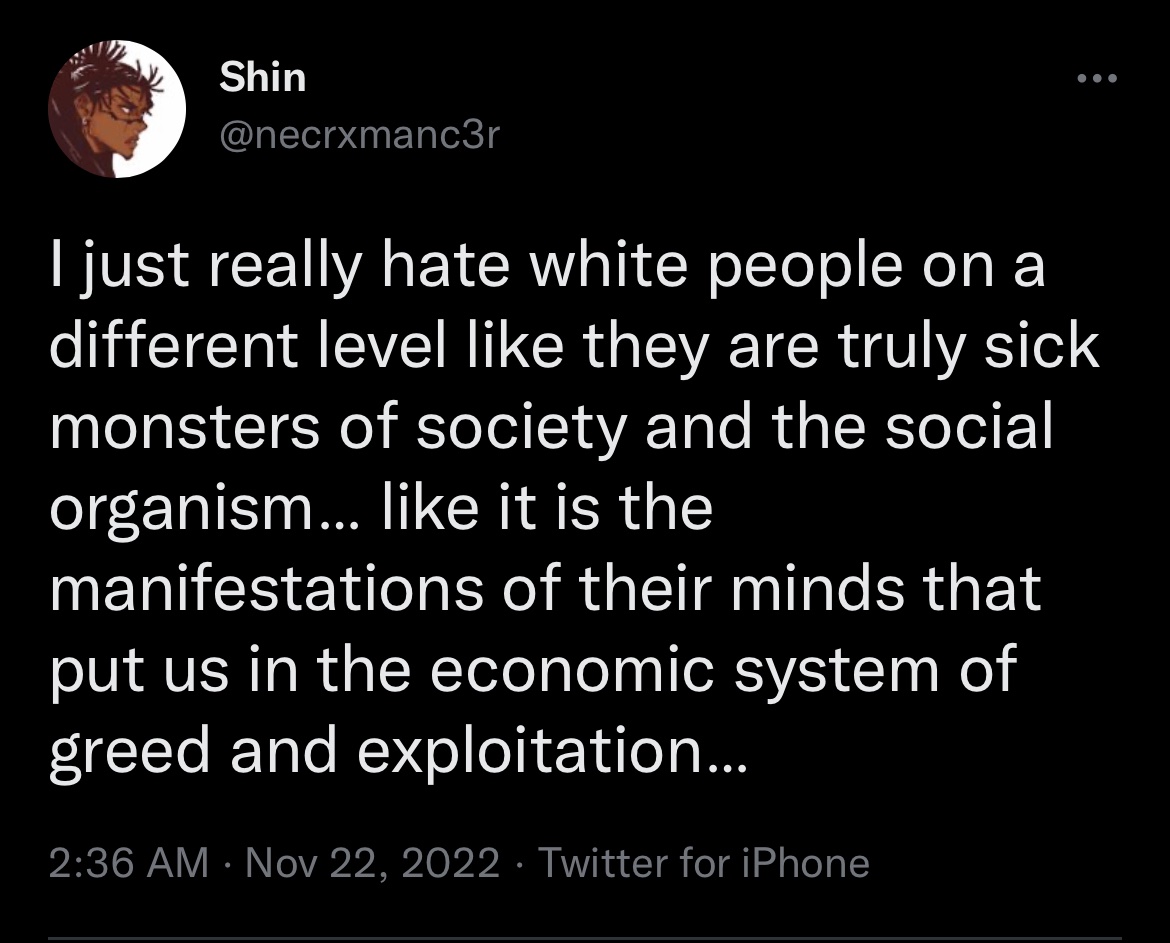 Shin
@necrxmanc3r
I just really hate white people on a
different level like they are truly sick
monsters of society and the social
organism... like it is the
manifestations of their minds that
put us in the economic system of
greed and exploitation...
2:36 AM · Nov 22, 2022 · Twitter for iPhone